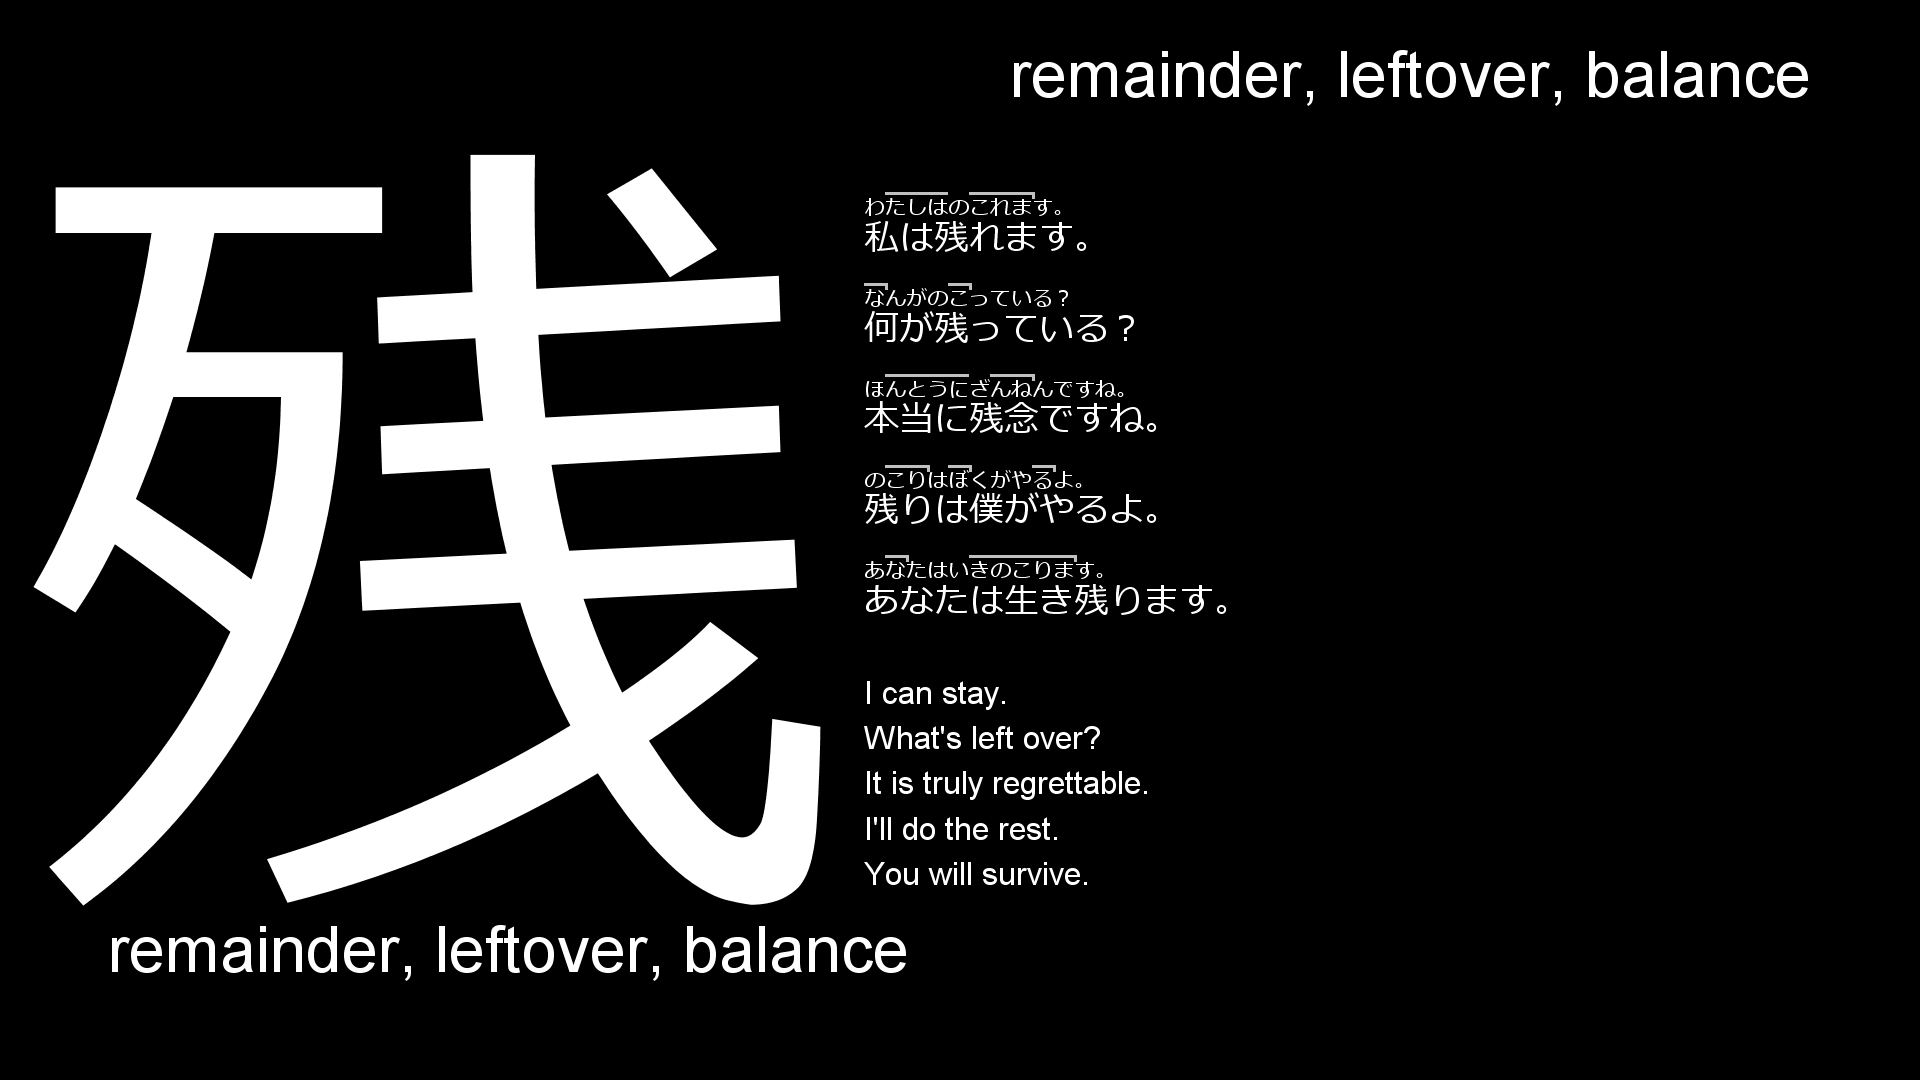 remainder, leftover, balance
残
わたしはのこれます。
私は残れます。
なんがのこっている？
何が残っている？
ほんとうにざんねんですね。
本当に残念ですね。
のこりはぼくがやるよ。
残りは僕がやるよ。
あなたはいきのこります。
あなたは生き残ります。
I can stay.
What's left over?
It is truly regrettable.
I'll do the rest.
You will survive.
remainder, leftover, balance